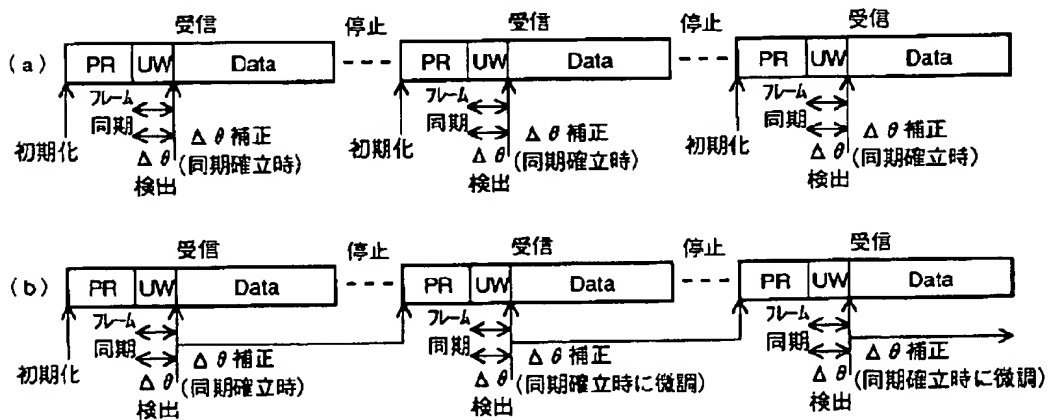 受信 停止 受信 停止 受信
(a) PR UW Data PR UW Data PR UW Data
フレーム フレーム フレーム
同期 同期 同期
初期化 Δθ補正 初期化 Δθ補正 初期化 Δθ補正
Δθ (同期確立時) Δθ (同期確立時) Δθ (同期確立時)
検出 検出 検出
受信 停止 受信 停止 受信
(b) PR UW Data PR UW Data PR UW Data
フレーム フレーム フレーム
同期 同期 同期
初期化 Δθ補正 Δθ補正 Δθ補正
Δθ (同期確立時) Δθ (同期確立時に微調) Δθ (同期確立時に微調)
検出 検出 検出